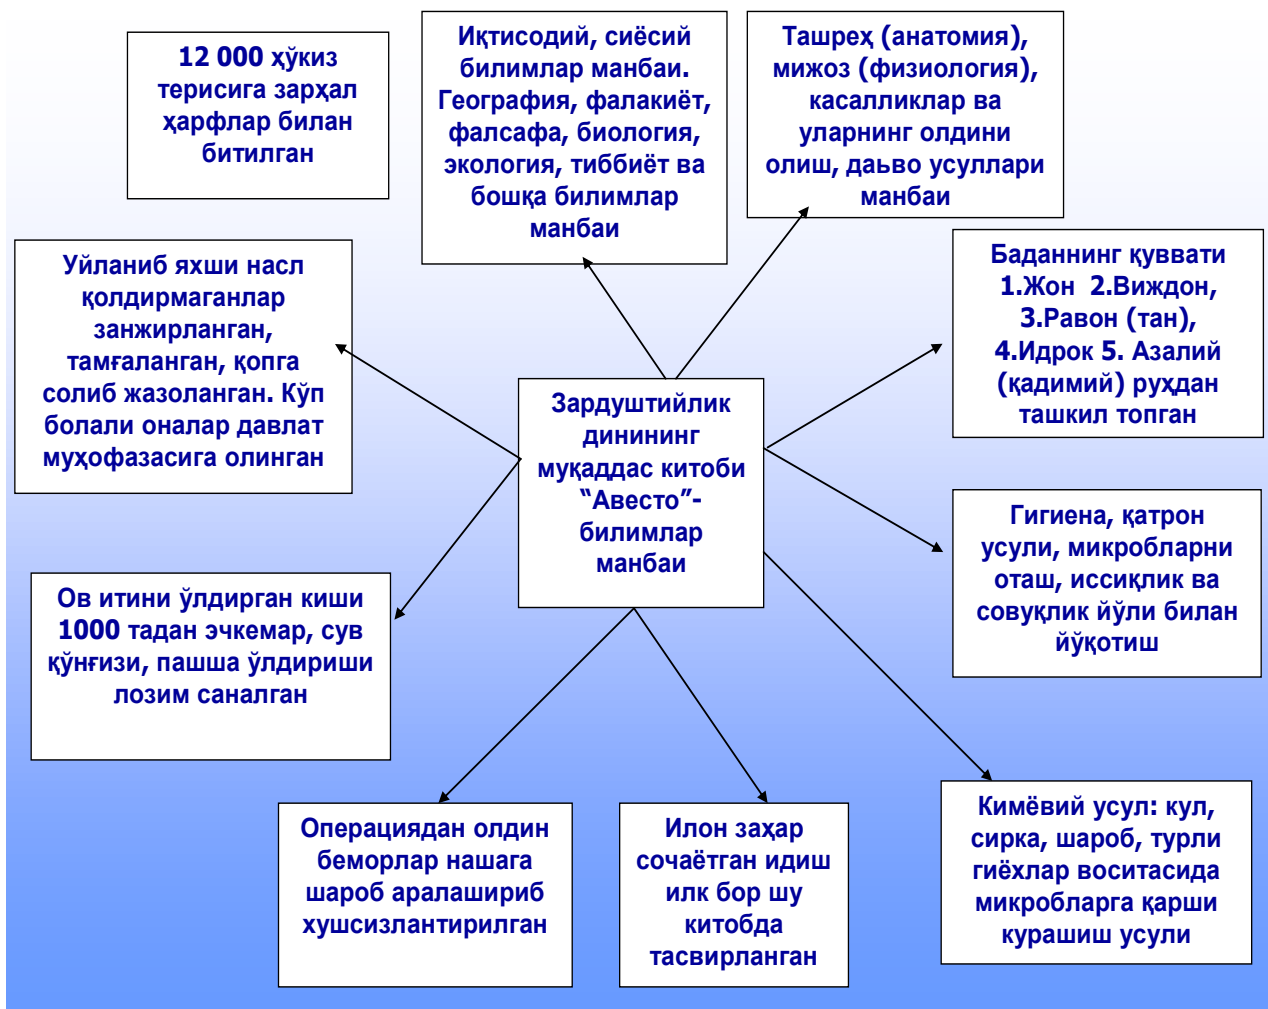 12 000 ҳўкиз
терисига зарҳал
ҳарфлар билан
битилган
Иқтисодий, сиёсий
билимлар манбаи.
География, фалакиёт,
фалсафа, биология,
экология, тиббиёт ва
бошқа билимлар
манбаи
Ташреҳ (анатомия),
мижоз (физиология),
касалликлар ва
уларнинг олдини
олиш, даьво усуллари
манбаи
Уйланиб яхши насл
қолдирмаганлар
занжирланган,
тамғаланган, қопга
солиб жазоланган. Кўп
болали оналар давлат
муҳофазасига олинган
Баданнинг қуввати
1.Жон 2.Виждон,
3.Равон (тан),
4.Идрок 5. Азалий
(қадимий) руҳдан
ташкил топган
Зардуштийлик
динининг
муқаддас китоби
“Авесто”-
билимлар
манбаи
Гигиена, қатрон
усули, микробларни
оташ, иссиқлик ва
совуқлик йўли билан
йўқотиш
Ов итини ўлдирган киши
1000 тадан эчкемар, сув
қўнғизи, пашша ўлдириши
лозим саналган
Операциядан олдин
беморлар нашага
шароб аралашириб
хушсизлантирилган
Илон заҳар
сочаётган идиш
илк бор шу
китобда
тасвирланган
Кимёвий усул: кул,
сирка, шароб, турли
гиёҳлар воситасида
микробларга қарши
курашиш усули